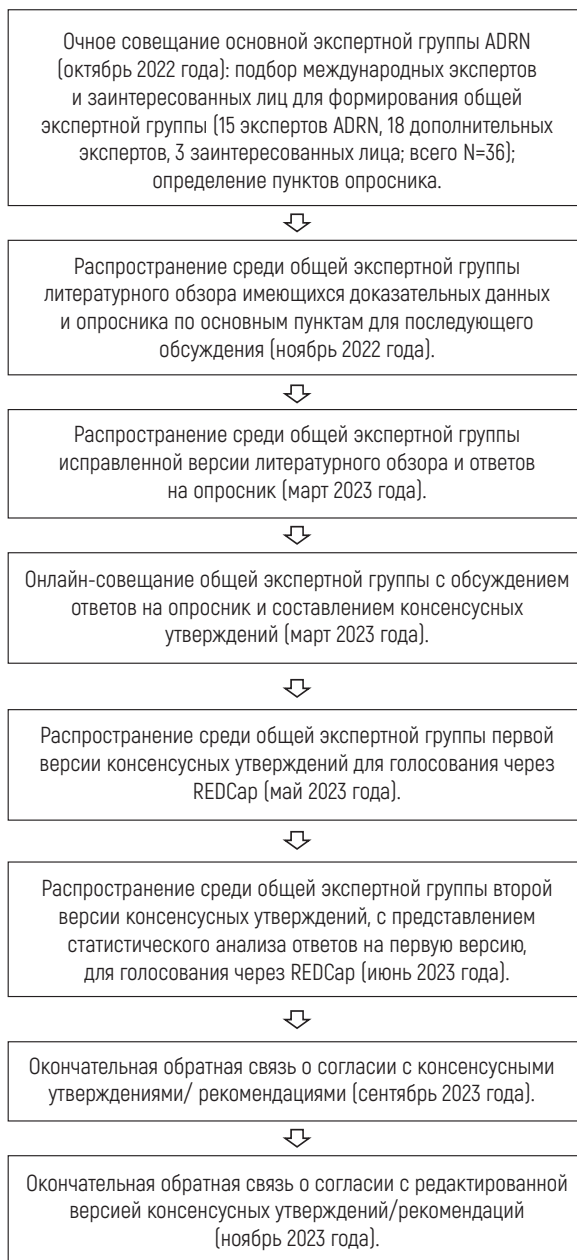 Очное совещание основной экспертной группы ADRN
(октябрь 2022 года): подбор международных экспертов
и заинтересованных лиц для формирования общей
экспертной группы (15 экспертов ADRN, 18 дополнительных
экспертов, 3 заинтересованных лица; всего N=36);
определение пунктов опросника.
Распространение среди общей экспертной группы
литературного обзора имеющихся доказательных данных
и опросника по основным пунктам для последующего
обсуждения (ноябрь 2022 года).
Распространение среди общей экспертной группы
исправленной версии литературного обзора и ответов
на опросник (март 2023 года).
Онлайн-совещание общей экспертной группы с обсуждением
ответов на опросник и составлением консенсусных
утверждений (март 2023 года).
Распространение среди общей экспертной группы первой
версии консенсусных утверждений для голосования через
REDCap (май 2023 года).
Распространение среди общей экспертной группы второй
версии консенсусных утверждений, с представлением
статистического анализа ответов на первую версию,
для голосования через REDCap (июнь 2023 года).
Окончательная обратная связь о согласии с консенсусными
утверждениями/ рекомендациями (сентябрь 2023 года).
Окончательная обратная связь о согласии с редактированной
версией консенсусных утверждений/рекомендаций
(ноябрь 2023 года).